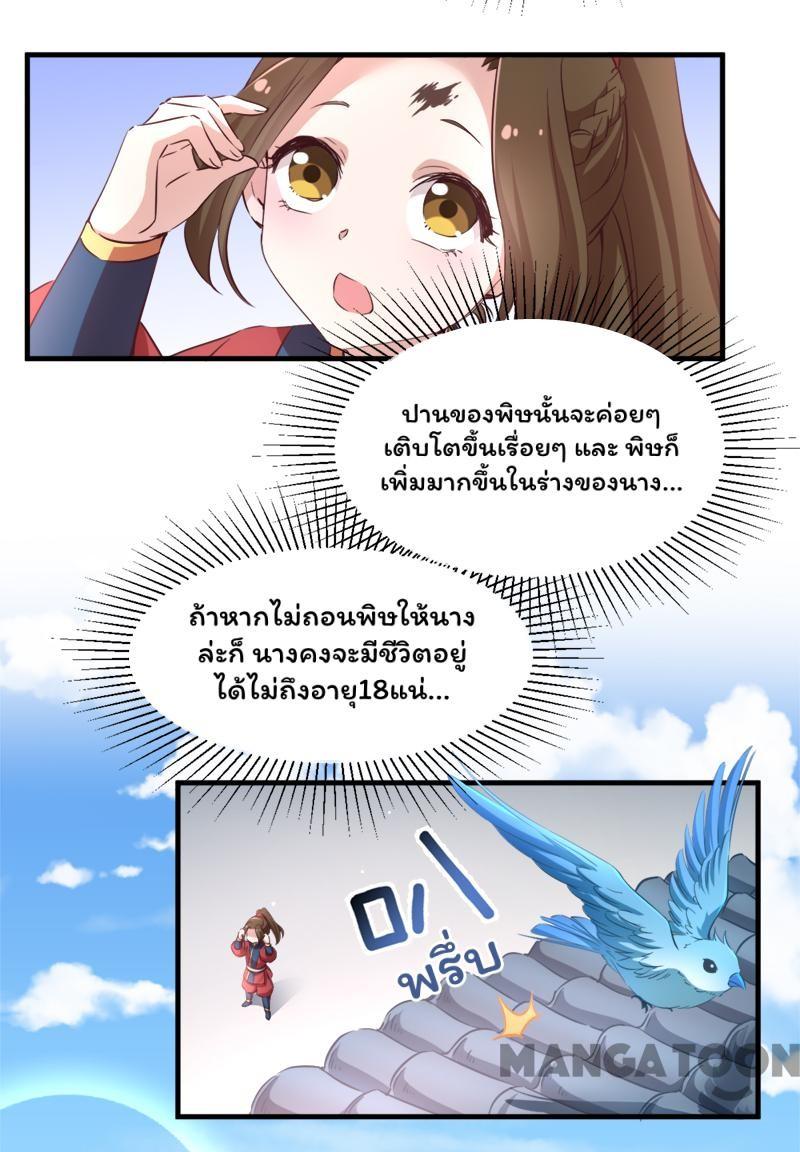 ปานของพิษนั้นจะค่อยๆ
เติบโตขึ้นเรื่อยๆ และ พิษก็
เพิ่มมากขึ้นในร่างของนาง...
ถ้าหากไม่ถอนพิษให้นาง
ล่ะก็ นางคงจะมีชีวิตอยู่
ได้ไม่ถึงอายุ18แน่...
พรึ่บ
MANGATOON